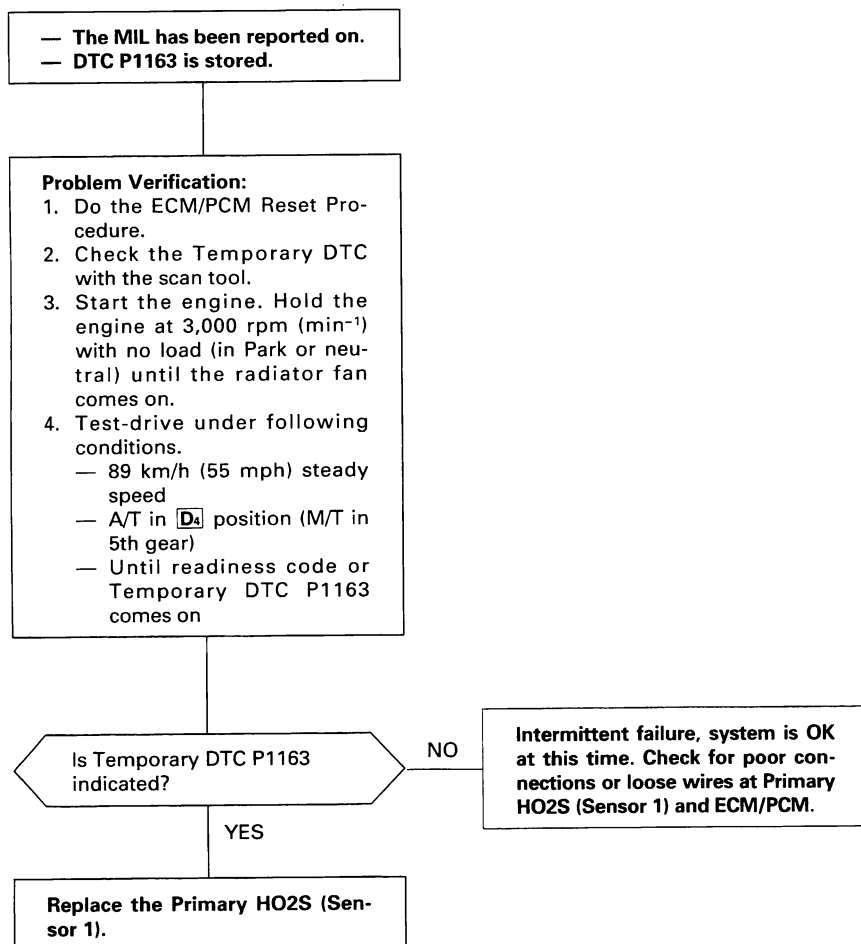 — The MIL has been reported on.
— DTC P1163 is stored.
Problem Verification:
1. Do the ECM/PCM Reset Pro-
cedure.
2. Check the Temporary DTC
with the scan tool.
3. Start the engine. Hold the
engine at 3,000 rpm (min⁻¹)
with no load (in Park or neu-
tral) until the radiator fan
comes on.
4. Test-drive under following
conditions.
— 89 km/h (55 mph) steady
speed
— A/T in D4 position (M/T in
5th gear)
— Until readiness code or
Temporary DTC P1163
comes on
Is Temporary DTC P1163
indicated?
NO
Intermittent failure, system is OK
at this time. Check for poor con-
nections or loose wires at Primary
HO2S (Sensor 1) and ECM/PCM.
YES
Replace the Primary HO2S (Sen-
sor 1).